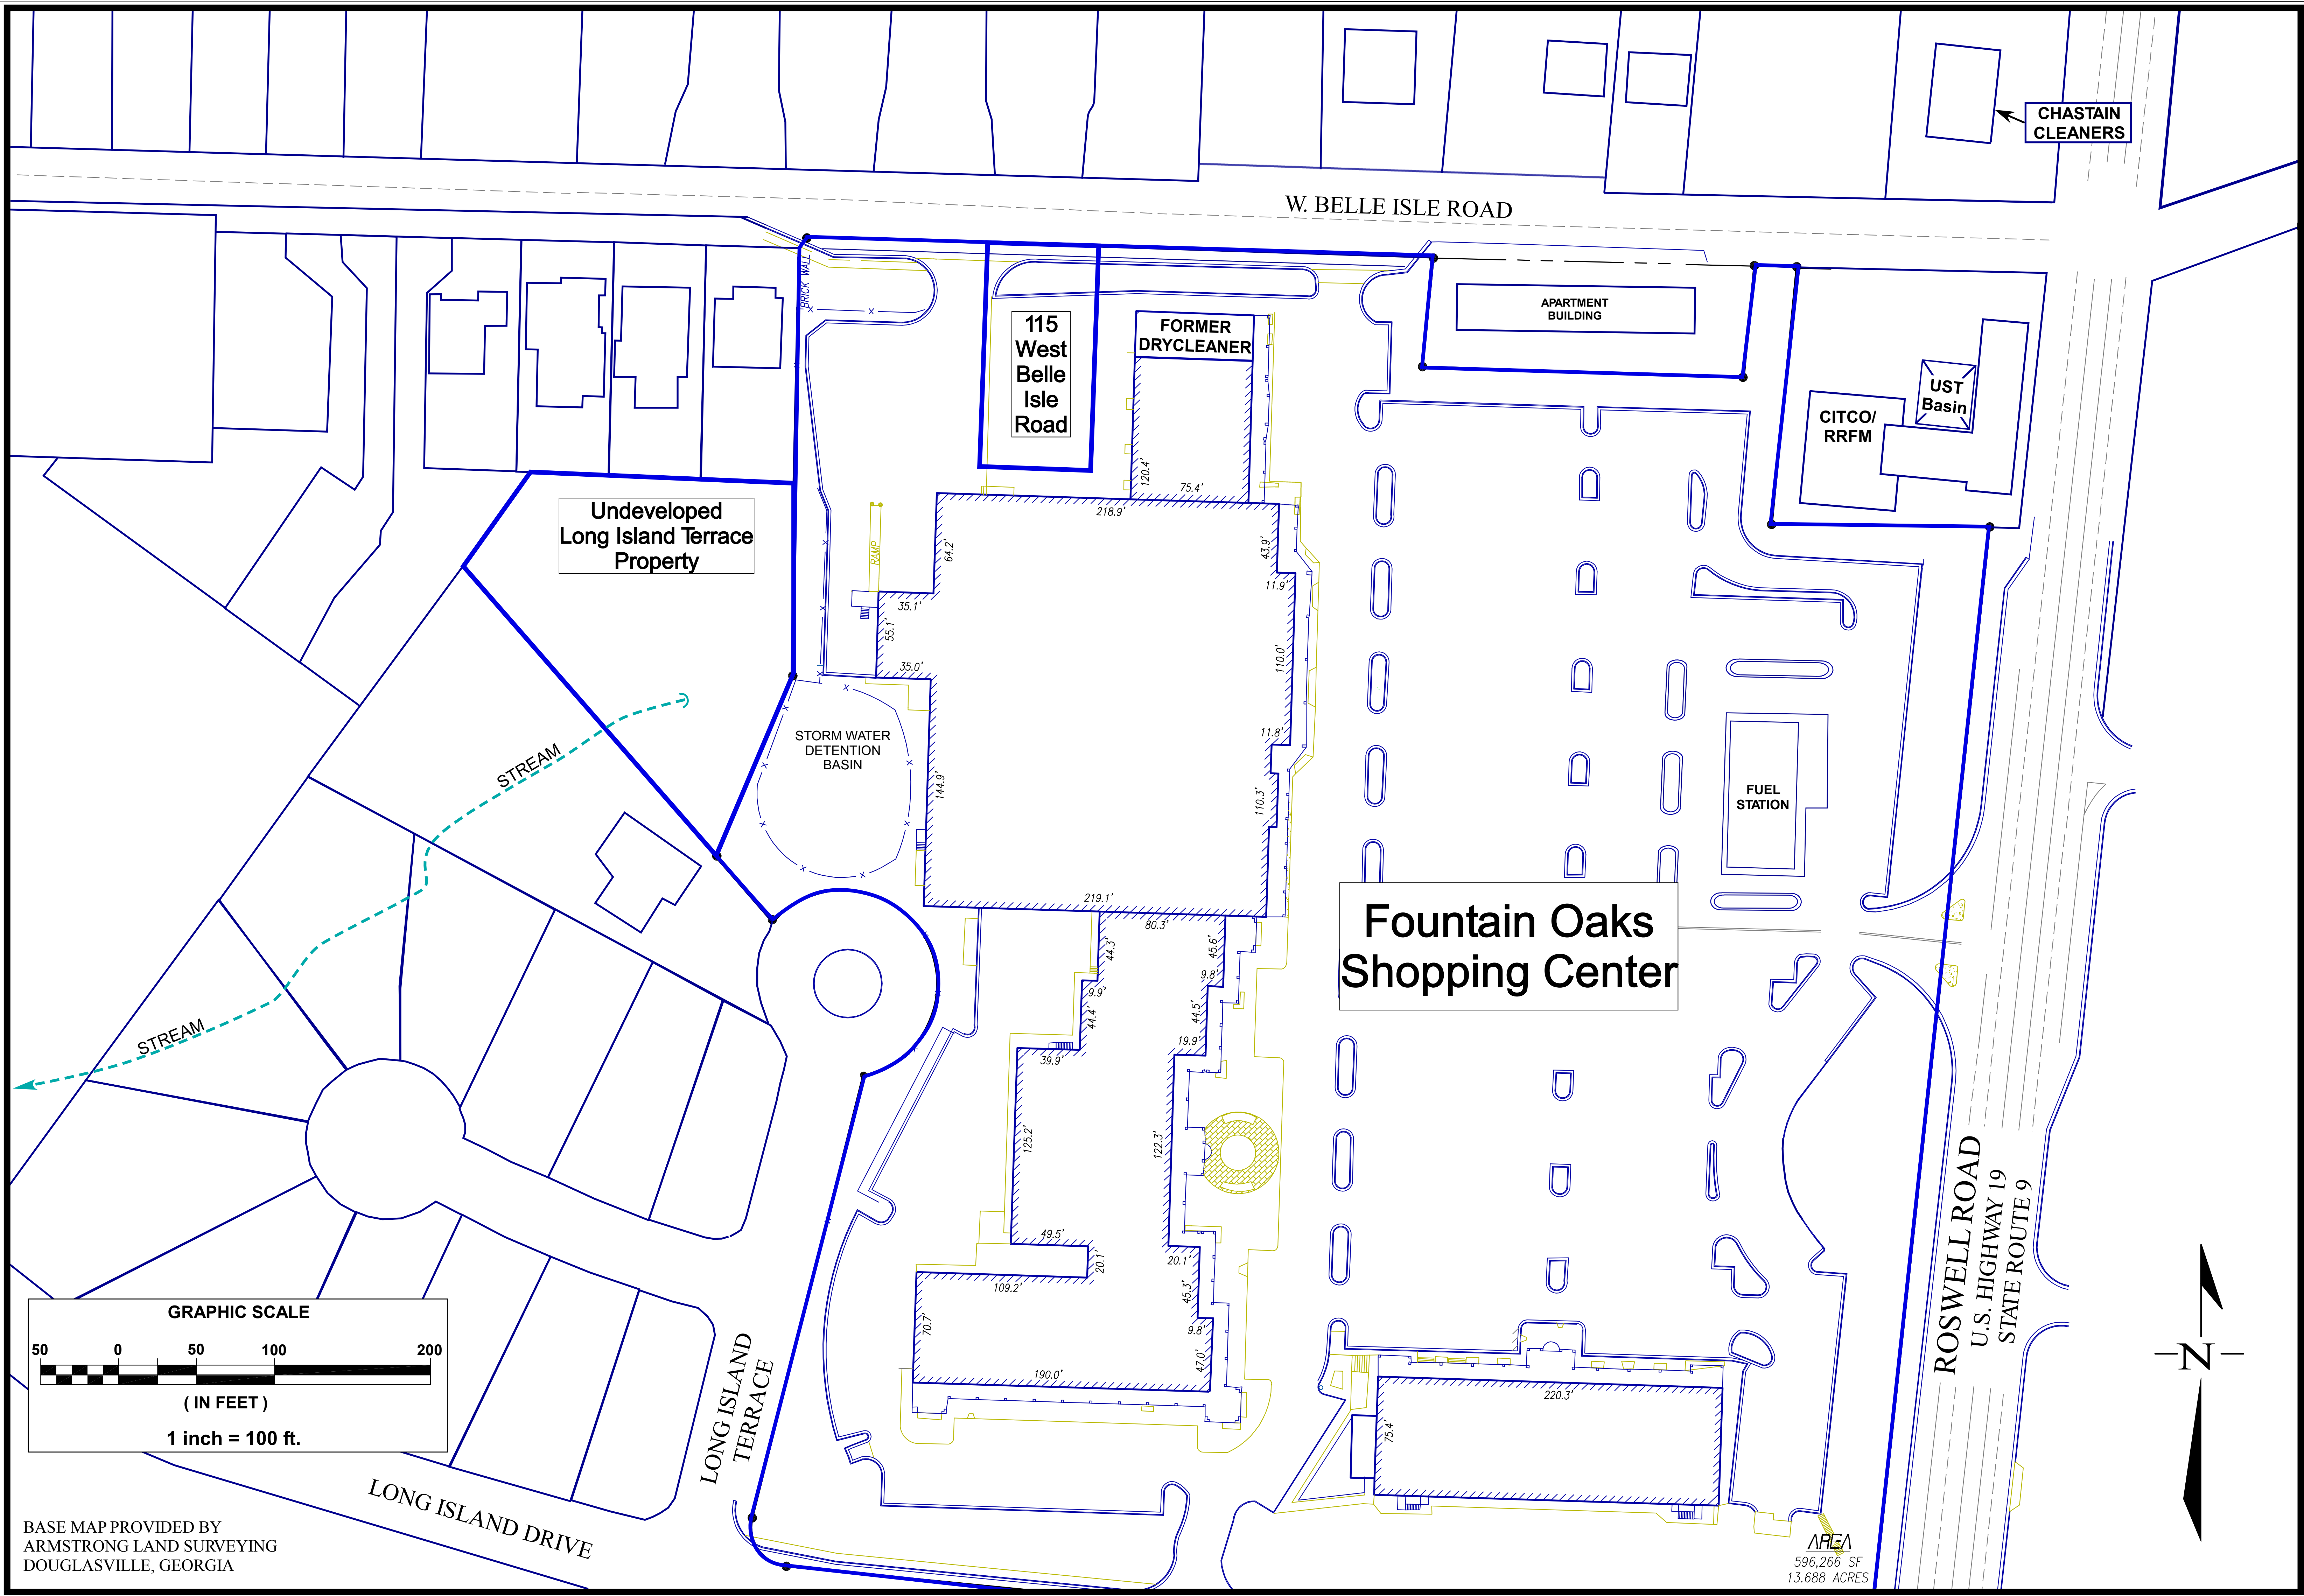 CHASTAIN
CLEANERS
W. BELLE ISLE ROAD
BRICK WALL
115
West
Belle
Isle
Road
FORMER
DRYCLEANER
APARTMENT
BUILDING
UST
Basin
CITCO/
RRFM
120.4'
75.4'
218.9'
Undeveloped
Long Island Terrace
Property
RAMP
64.2'
43.9'
11.9'
35.1'
55.1'
35.0'
110.0'
STREAM
STORM WATER
DETENTION
BASIN
11.8'
144.9'
110.3'
FUEL
STATION
219.1'
80.3'
44.3'
45.6'
Fountain Oaks
Shopping Center
9.8'
9.9'
44.4'
44.5'
STREAM
19.9'
39.9'
125.2'
122.3'
49.5'
20.1'
20.1'
109.2'
45.3'
70.7'
9.8'
47.0'
190.0'
220.3'
75.4'
ROSWELL ROAD
U.S. HIGHWAY 19
STATE ROUTE 9
N
GRAPHIC SCALE
50 0 50 100 200
( IN FEET )
1 inch = 100 ft.
LONG ISLAND
TERRACE
LONG ISLAND DRIVE
BASE MAP PROVIDED BY
ARMSTRONG LAND SURVEYING
DOUGLASVILLE, GEORGIA
AREA
596,266 SF
13.688 ACRES